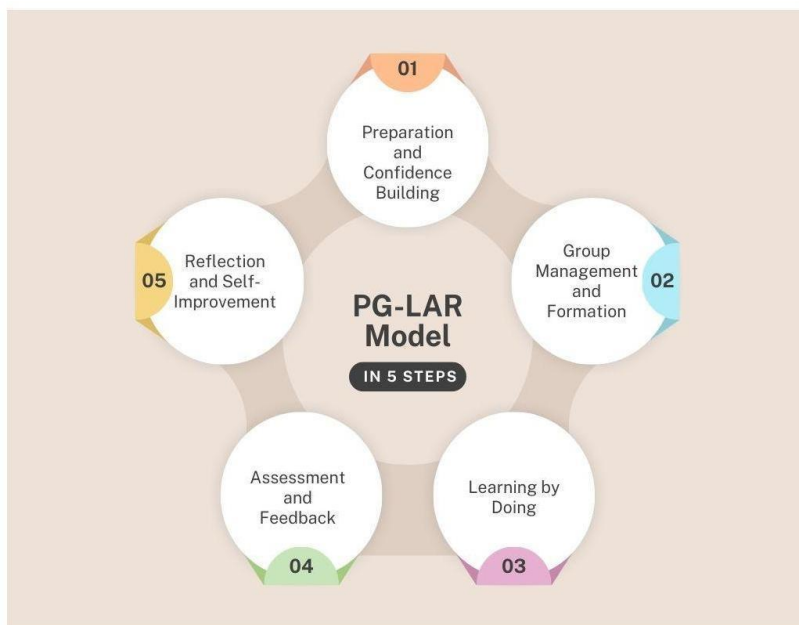 01
Preparation
and
Confidence
Building
Group
Management
and
Formation
02
PG-LAR
Model
IN 5 STEPS
05
Reflection
and Self-
Improvement
Learning by
Doing
03
Assessment
and
Feedback
04